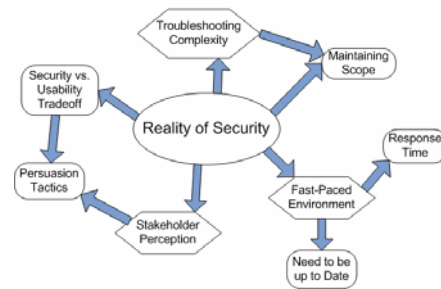 Troubleshooting
Complexity
Maintaining
Scope
Security vs.
Usability
Tradeoff
Reality of Security
Response
Time
Persuasion
Tactics
Fast-Paced
Environment
Stakeholder
Perception
Need to be
up to Date